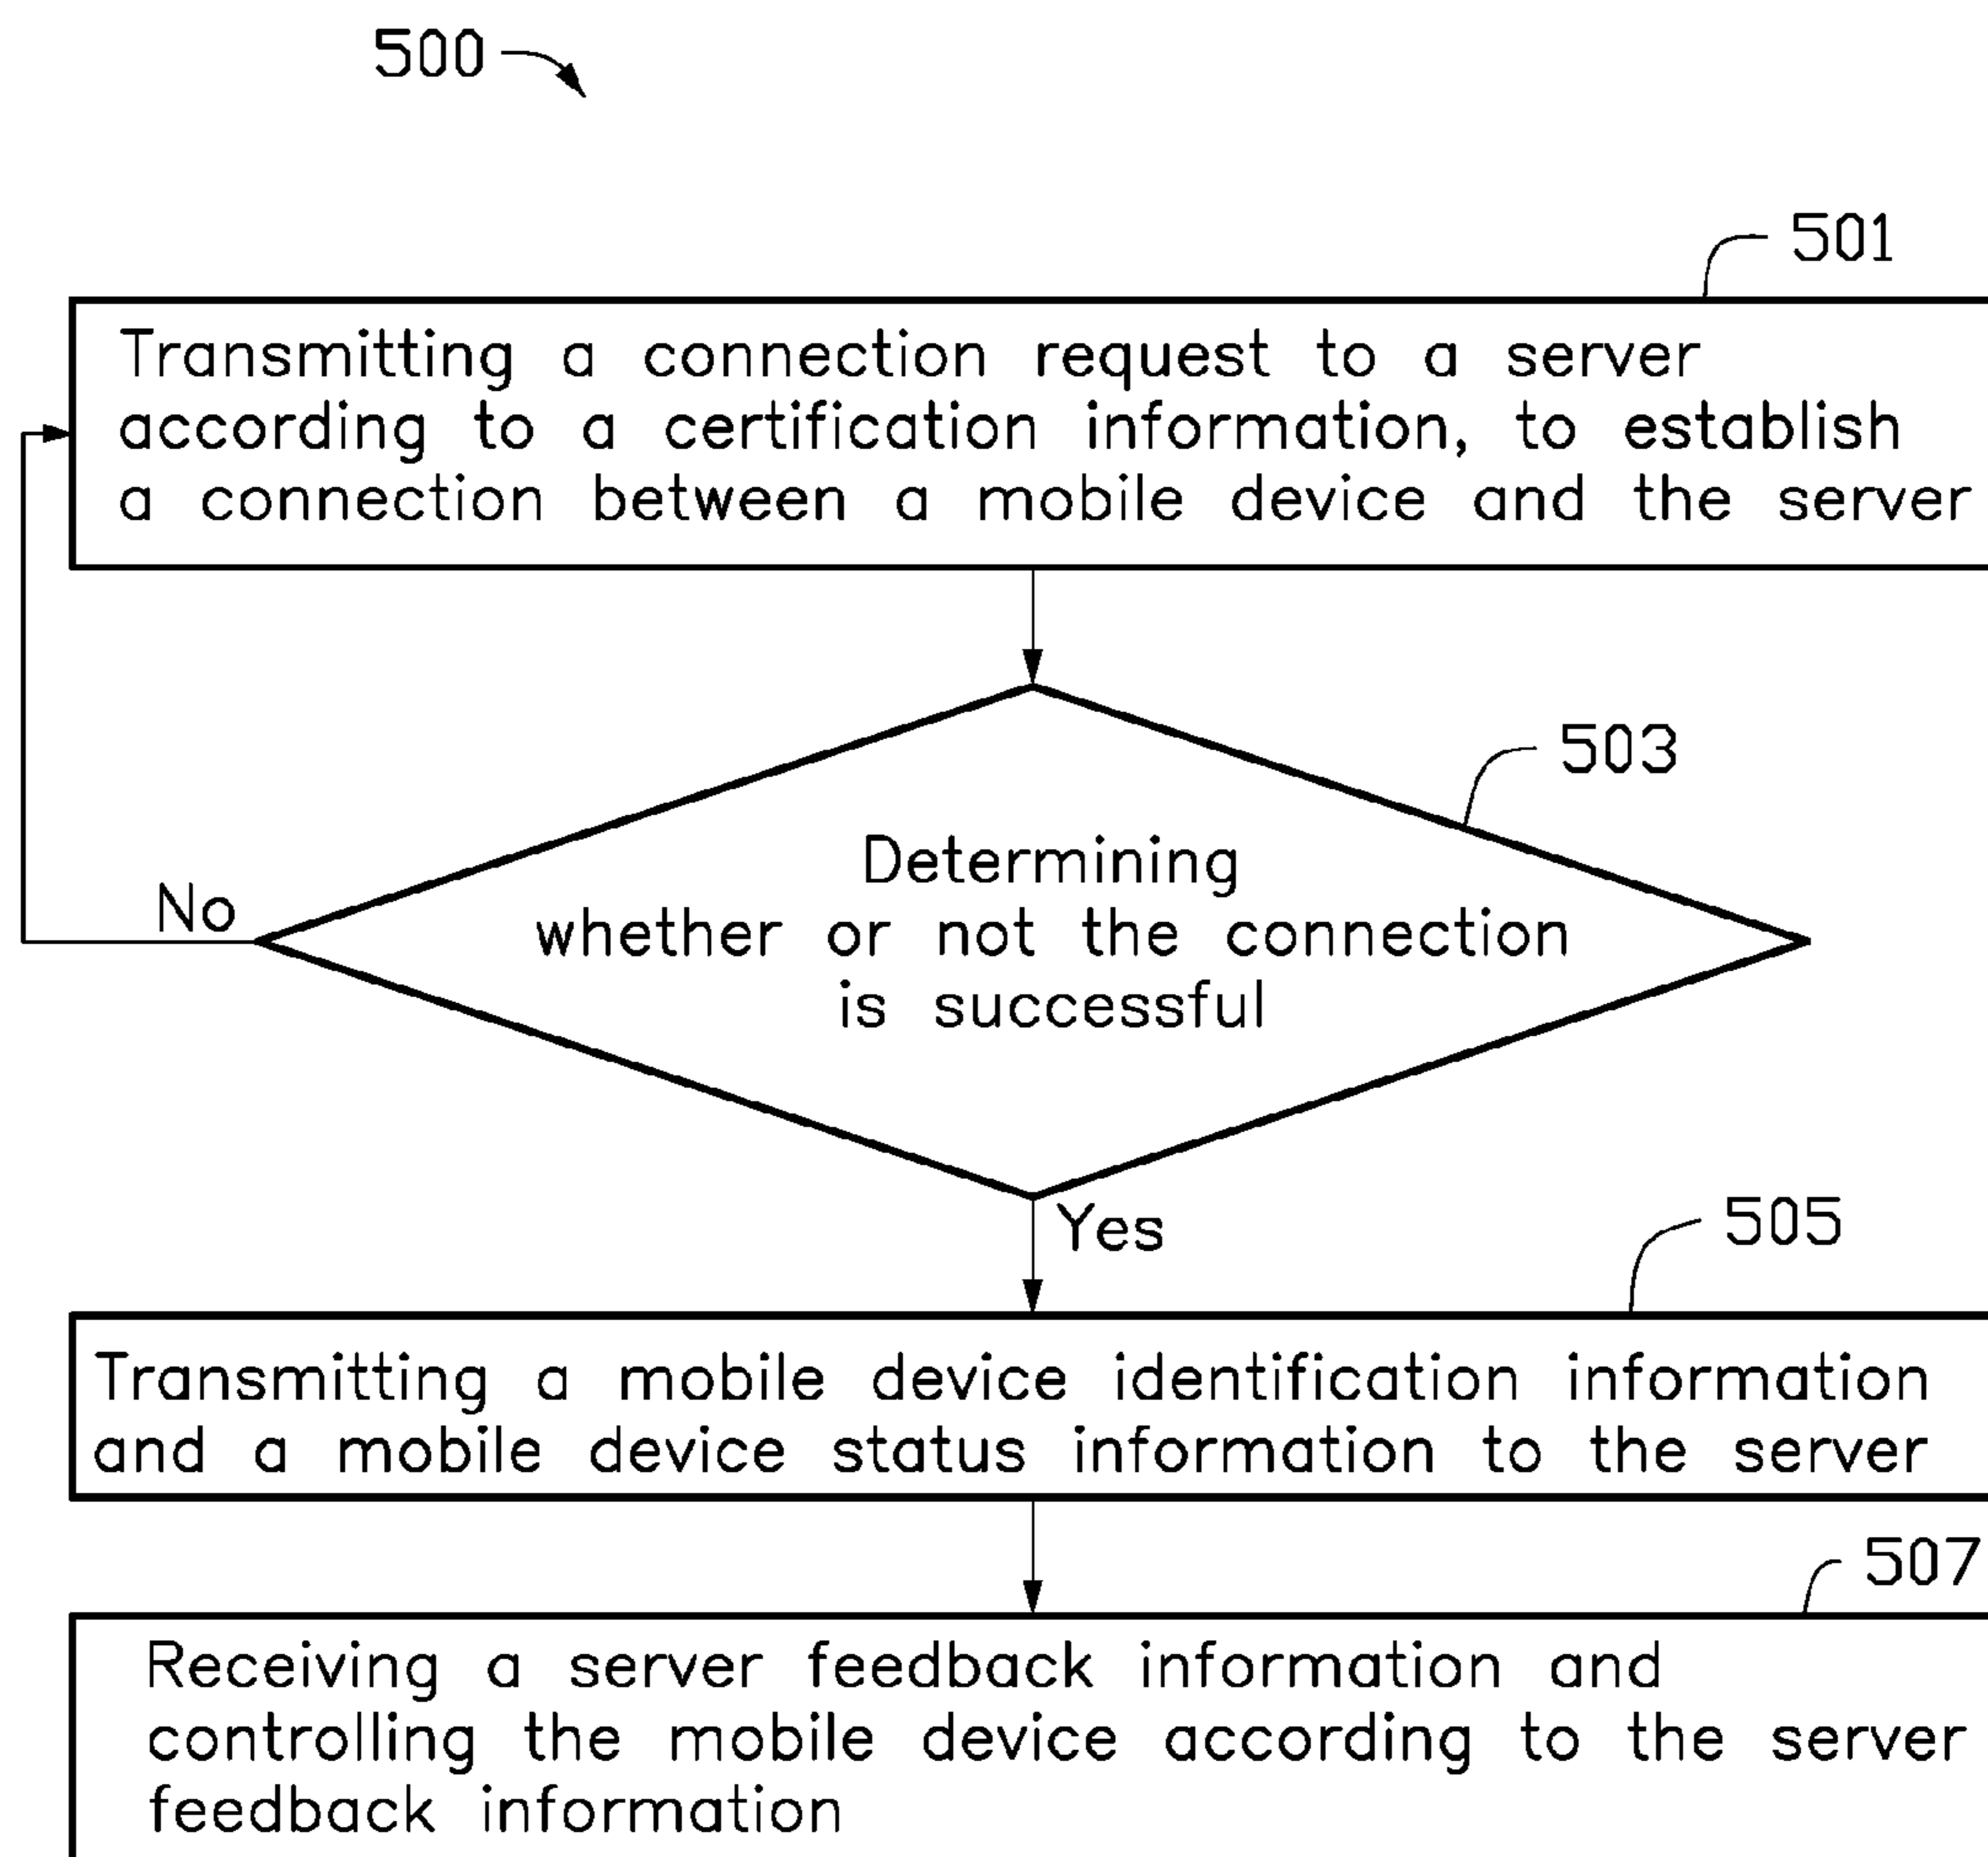 500
501
Transmitting a connection request to a server
according to a certification information, to establish
a connection between a mobile device and the server
503
Determining
whether or not the connection
is successful
No
Yes
505
Transmitting a mobile device identification information
and a mobile device status information to the server
507
Receiving a server feedback information and
controlling the mobile device according to the server
feedback information